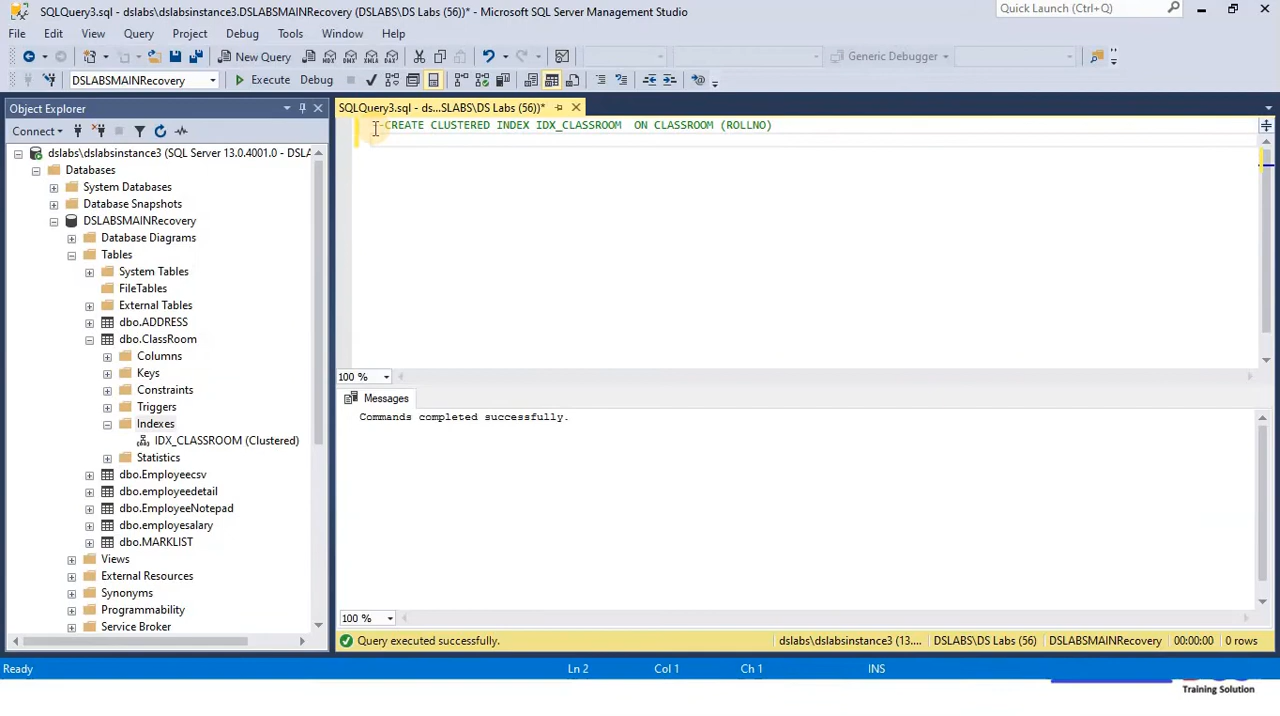 SQLQuery3.sql - dslabs\dslabsinstance3.DSLABSMAINRecovery (DSLABS\DS Labs (56))* - Microsoft SQL Server Management Studio
Quick Launch (Ctrl+Q)
File Edit View Query Project Debug Tools Window Help
New Query
Generic Debugger
DSLABSMAINRecovery
Execute Debug
Object Explorer
Connect
dslabs\dslabsinstance3 (SQL Server 13.0.4001.0 - DSLA
Databases
System Databases
Database Snapshots
DSLABSMAINRecovery
Database Diagrams
Tables
System Tables
FileTables
External Tables
dbo.ADDRESS
dbo.ClassRoom
Columns
Keys
Constraints
Triggers
Indexes
IDX_CLASSROOM (Clustered)
Statistics
dbo.Employeecsv
dbo.employeedetail
dbo.EmployeeNotepad
dbo.employesalary
dbo.MARKLIST
Views
External Resources
Synonyms
Programmability
Service Broker
SQLQuery3.sql - ds...SLABS\DS Labs (56))*
--CREATE CLUSTERED INDEX IDX_CLASSROOM  ON CLASSROOM (ROLLNO)
100 %
Messages
Commands completed successfully.
100 %
Query executed successfully.
dslabs\dslabsinstance3 (13.... DSLABS\DS Labs (56) DSLABSMAINRecovery 00:00:00 0 rows
Ready Ln 2 Col 1 Ch 1 INS
Training Solution